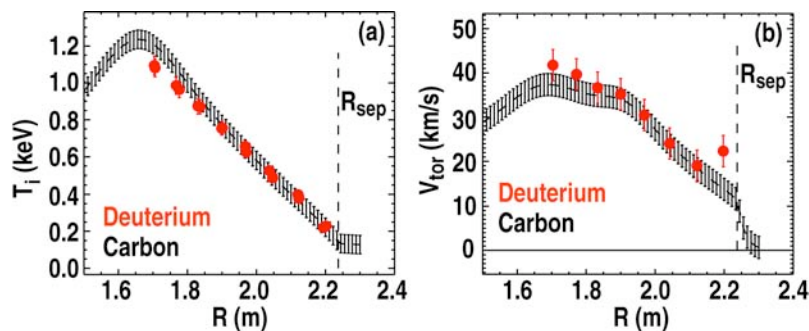 (a)
1.2
1.0
0.8
0.6
0.4
0.2
0.0
T_i (keV)
R_sep
Deuterium
Carbon
1.6 1.8 2.0 2.2 2.4
R (m)
(b)
50
40
30
20
10
0
V_tor (km/s)
R_sep
Deuterium
Carbon
1.6 1.8 2.0 2.2 2.4
R (m)